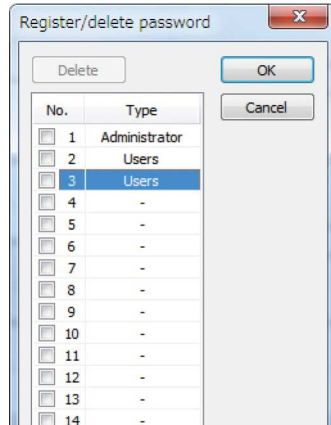 Register/delete password
x
Delete
OK
Cancel
No. Type
1 Administrator
2 Users
3 Users
4 -
5 -
6 -
7 -
8 -
9 -
10 -
11 -
12 -
13 -
14 -